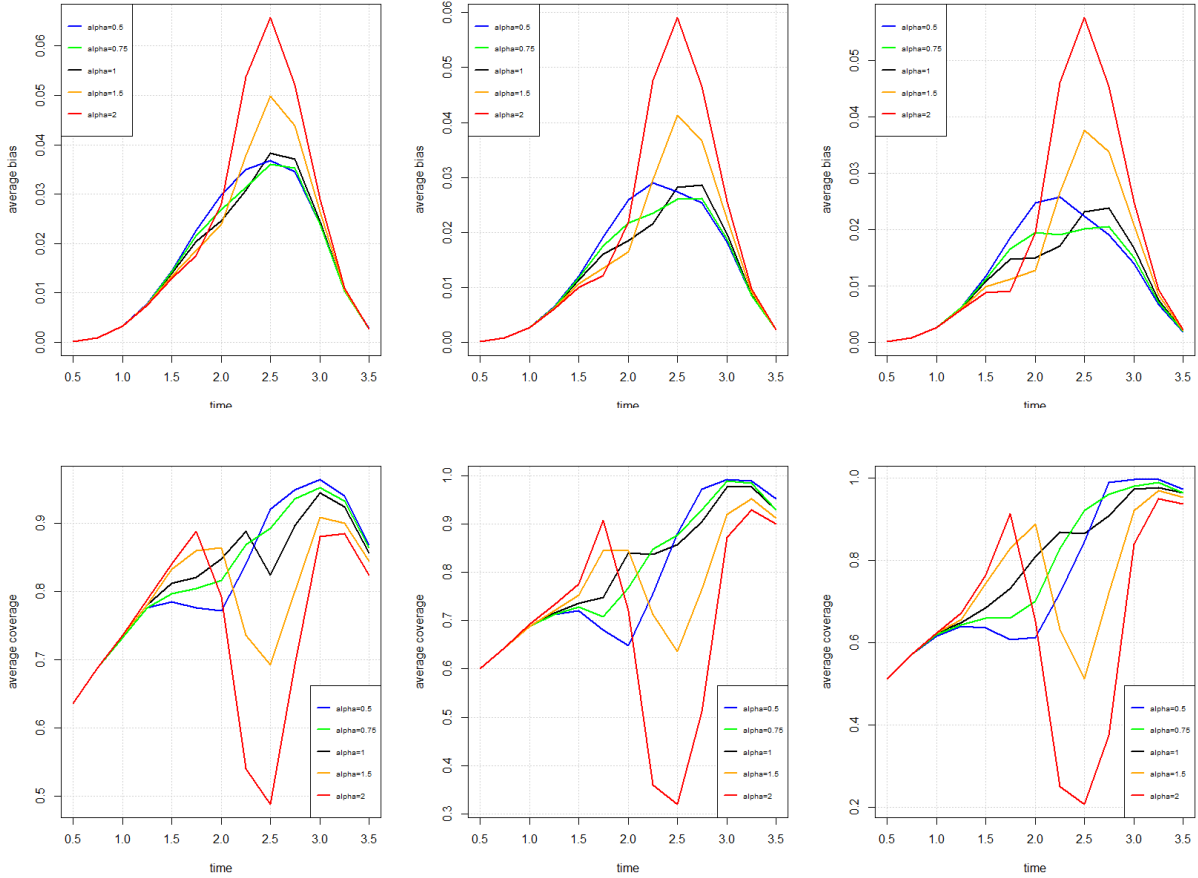 average bias
0.00 0.01 0.02 0.03 0.04 0.05 0.06
alpha=0.5
alpha=0.75
alpha=1
alpha=1.5
alpha=2
0.5 1.0 1.5 2.0 2.5 3.0 3.5
time
average bias
0.00 0.01 0.02 0.03 0.04 0.05 0.06
alpha=0.5
alpha=0.75
alpha=1
alpha=1.5
alpha=2
0.5 1.0 1.5 2.0 2.5 3.0 3.5
time
average bias
0.00 0.01 0.02 0.03 0.04 0.05
alpha=0.5
alpha=0.75
alpha=1
alpha=1.5
alpha=2
0.5 1.0 1.5 2.0 2.5 3.0 3.5
time
average coverage
0.5 0.6 0.7 0.8 0.9
alpha=0.5
alpha=0.75
alpha=1
alpha=1.5
alpha=2
0.5 1.0 1.5 2.0 2.5 3.0 3.5
time
average coverage
0.3 0.4 0.5 0.6 0.7 0.8 0.9 1.0
alpha=0.5
alpha=0.75
alpha=1
alpha=1.5
alpha=2
0.5 1.0 1.5 2.0 2.5 3.0 3.5
time
average coverage
0.2 0.4 0.6 0.8 1.0
alpha=0.5
alpha=0.75
alpha=1
alpha=1.5
alpha=2
0.5 1.0 1.5 2.0 2.5 3.0 3.5
time